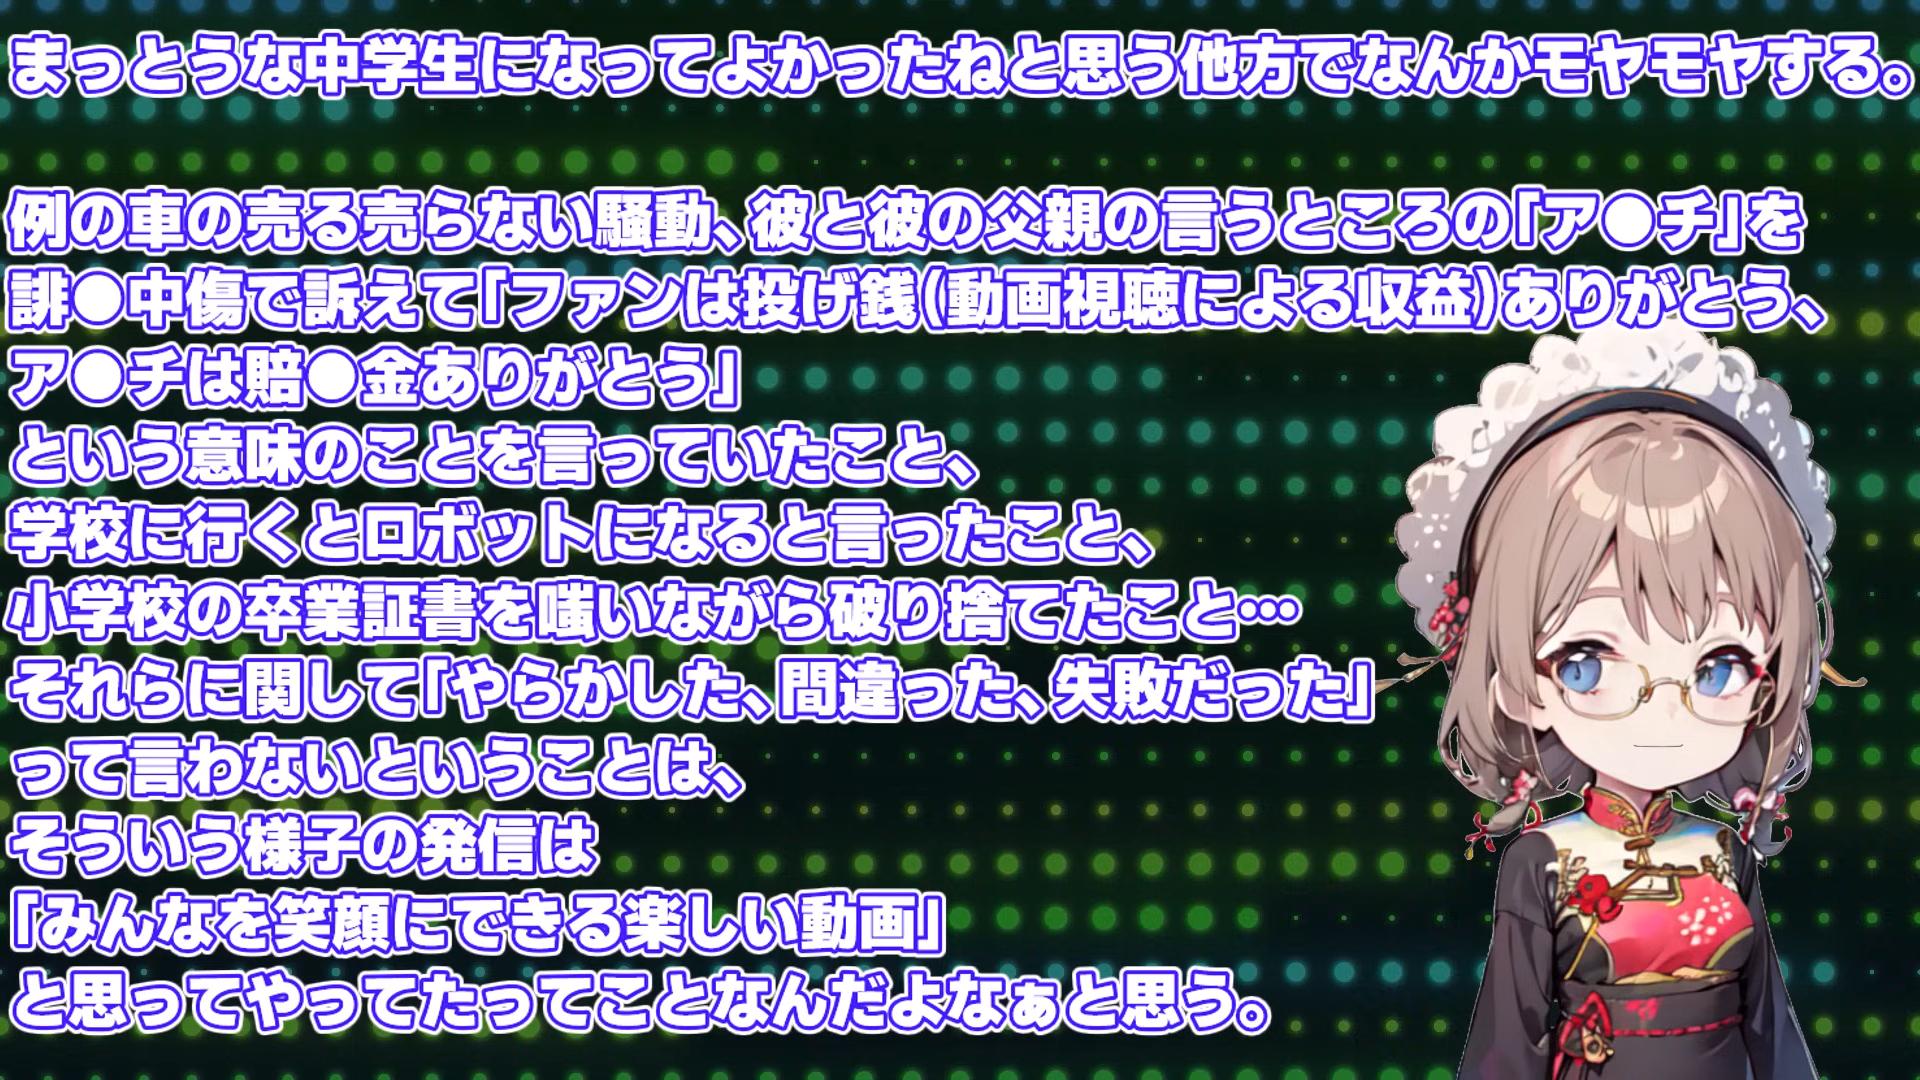 まっとうな中学生になってよかったねと思う他方でなんかモヤモヤする。
例の車の売る売らない騒動、彼と彼の父親の言うところの「ア●チ」を
誹●中傷で訴えて「ファンは投げ銭(動画視聴による収益)ありがとう、
ア●チは賠●金ありがとう」
という意味のことを言っていたこと、
学校に行くとロボットになると言ったこと、
小学校の卒業証書を嗤いながら破り捨てたこと…
それらに関して「やらかした、間違った、失敗だった」
って言わないということは、
そういう様子の発信は
「みんなを笑顔にできる楽しい動画」
と思ってやってたってことなんだよなぁと思う。